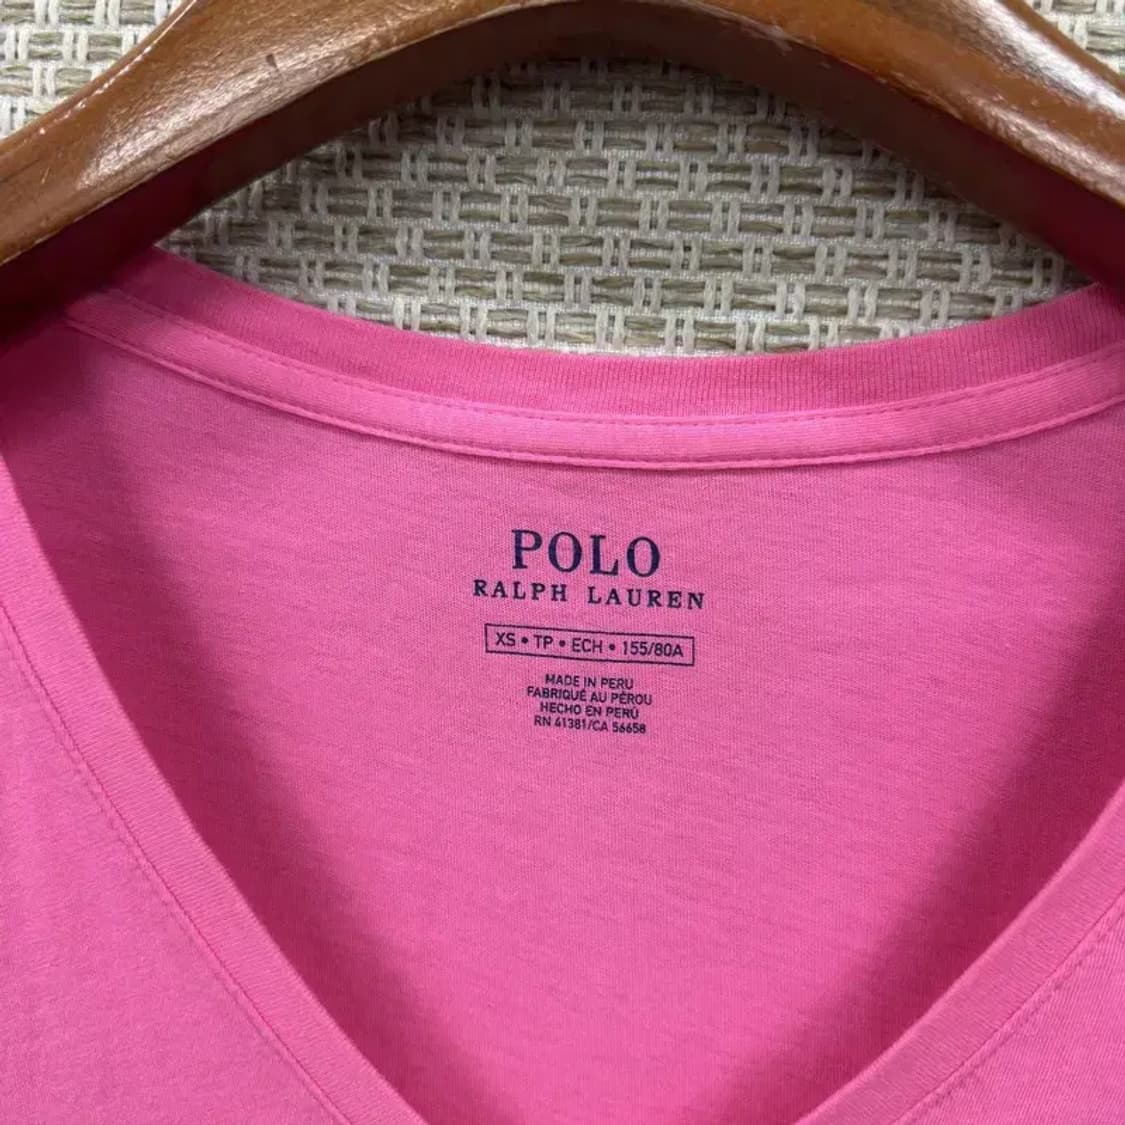 POLO
RALPH LAUREN
XS • TP • ECH • 155/80A
MADE IN PERU
FABRIQUÉ AU PÉROU
HECHO EN PERÚ
RN 41381/CA 56658